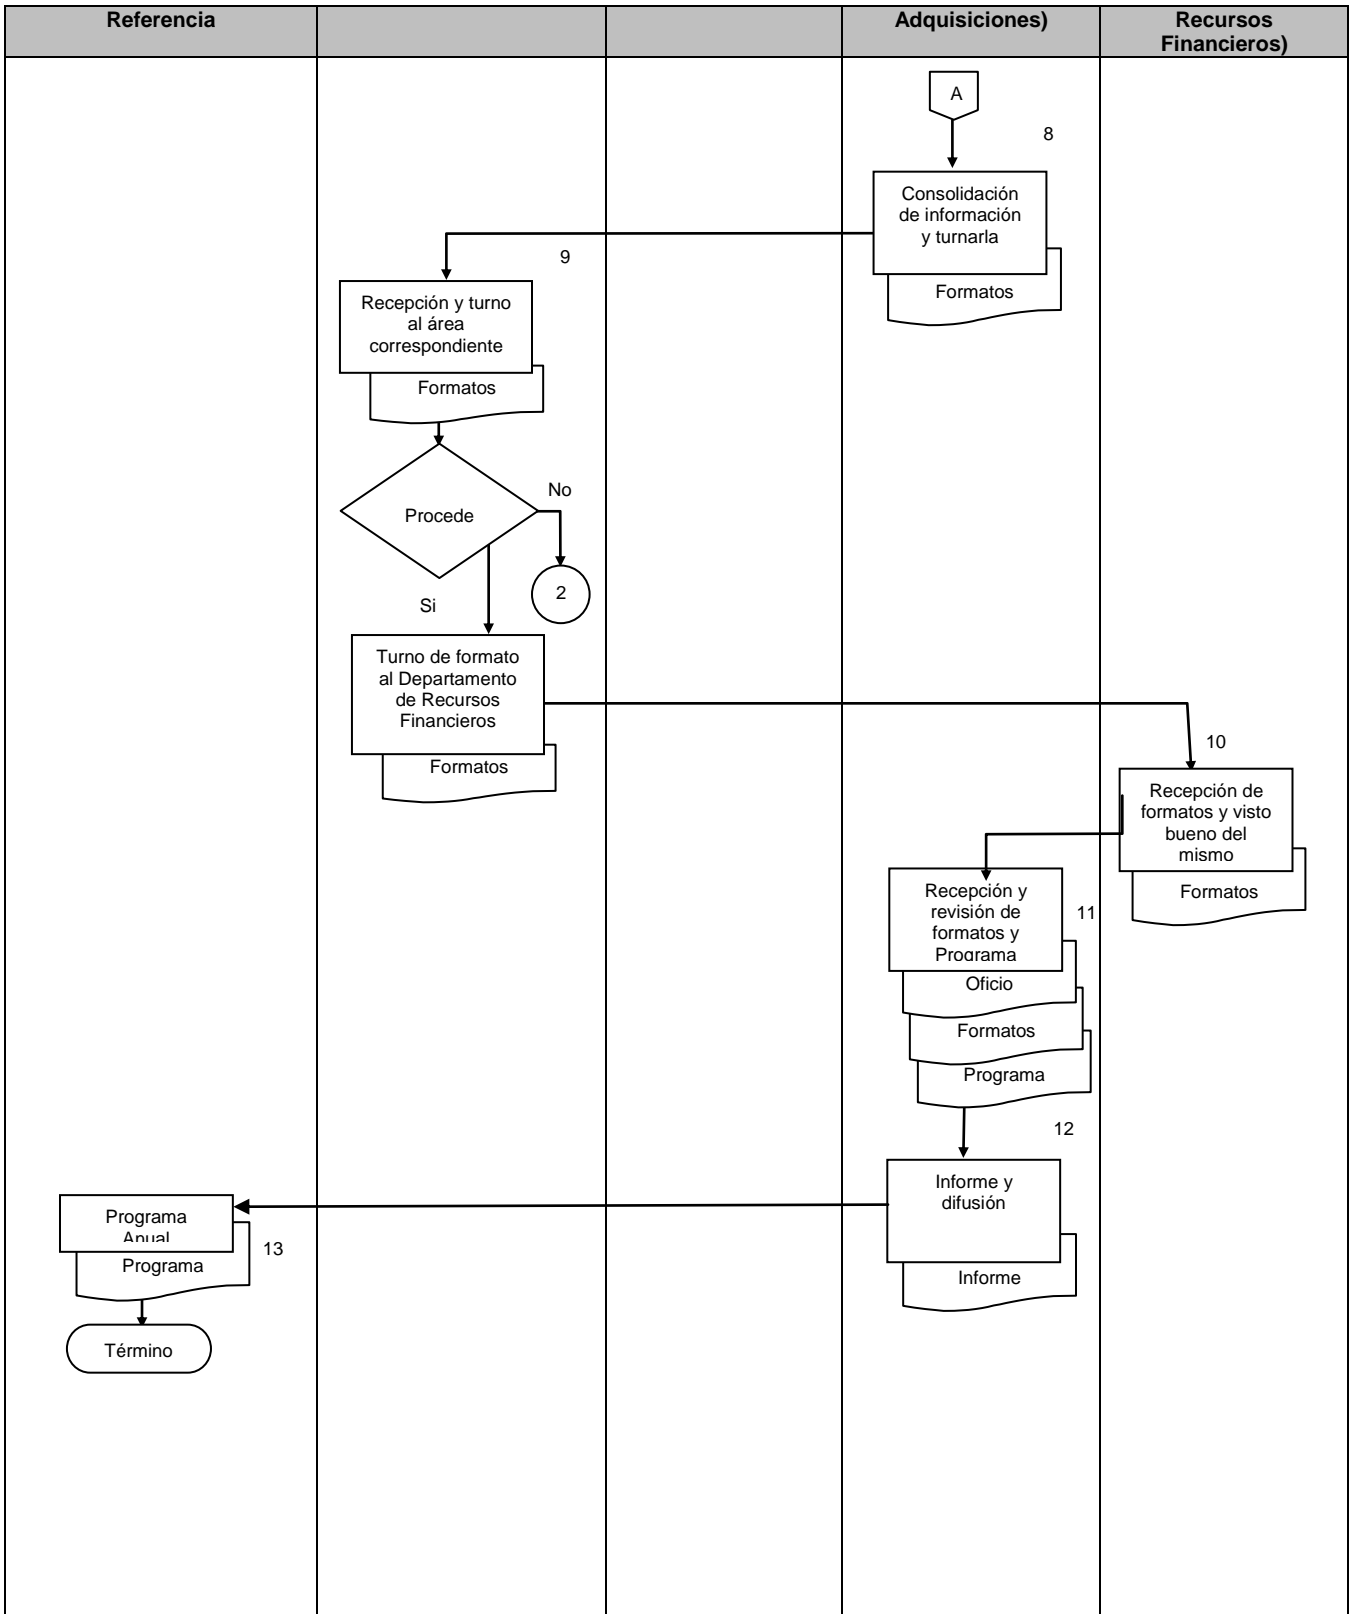 Referencia
Adquisiciones)
Recursos
Financieros)
A
8
Consolidación
de información
y turnarla
Formatos
9
Recepción y turno
al área
correspondiente
Formatos
Procede
No
2
Si
Turno de formato
al Departamento
de Recursos
Financieros
Formatos
10
Recepción de
formatos y visto
bueno del
mismo
Formatos
Recepción y
revisión de
formatos y
Programa
11
Oficio
Formatos
Programa
12
Informe y
difusión
Informe
Programa
Anual
13
Programa
Término